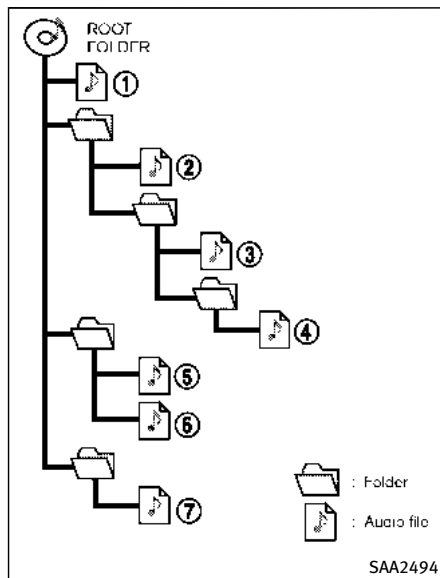 ROOT
FOLDER
①
②
③
④
⑤
⑥
⑦
: Folder
: Audio file
SAA2494